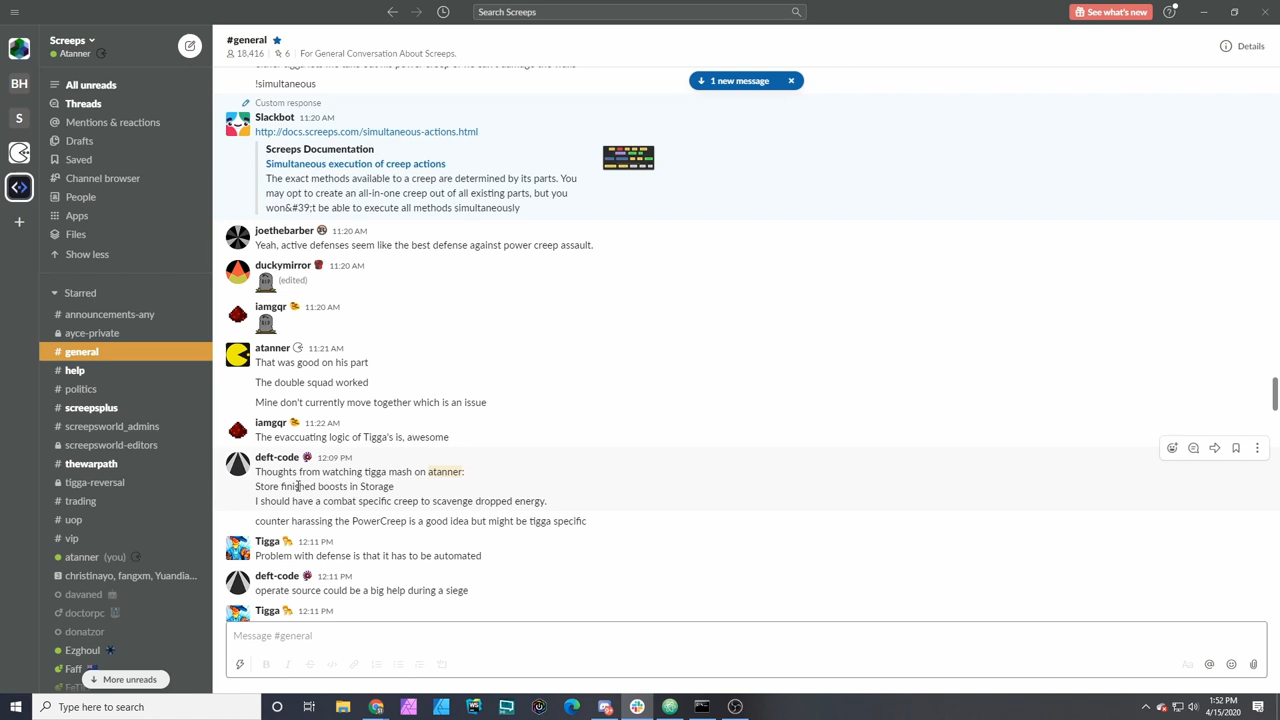 Search Screeps
See what's new
Screeps
Atanner
#general
18,416
6
For General Conversation About Screeps.
Details
1 new message
All unreads
Threads
Mentions & reactions
Drafts
Saved
Channel browser
People
Apps
Files
Show less
Starred
# announcements-any
ayce-private
# general
# help
# politics
# screepsplus
# screepsworld_admins
screepsworld-editors
# thewarpath
# tigga-reversal
# trading
# uop
# vip
atanner (you)
3 christinayo, fangxm, Yuandia...
davaned
doctorpc
donatzor
Ezghoul
Faff
More unreads
!simultaneous
Custom response
Slackbot 11:20 AM
http://docs.screeps.com/simultaneous-actions.html
Screeps Documentation
Simultaneous execution of creep actions
The exact methods available to a creep are determined by its parts. You
may opt to create an all-in-one creep out of all existing parts, but you
won&#39;t be able to execute all methods simultaneously
joethebarber 11:20 AM
Yeah, active defenses seem like the best defense against power creep assault.
duckymirror 11:20 AM
(edited)
iamgqr 11:20 AM
atanner 11:21 AM
That was good on his part
The double squad worked
Mine don't currently move together which is an issue
iamgqr 11:22 AM
The evaccuating logic of Tigga's is, awesome
deft-code 12:09 PM
Thoughts from watching tigga mash on atanner:
Store finished boosts in Storage
I should have a combat specific creep to scavenge dropped energy.
counter harassing the PowerCreep is a good idea but might be tigga specific
Tigga 12:11 PM
Problem with defense is that it has to be automated
deft-code 12:11 PM
operate source could be a big help during a siege
Tigga 12:11 PM
Message #general
Type here to search
1:52 PM
4/15/2020